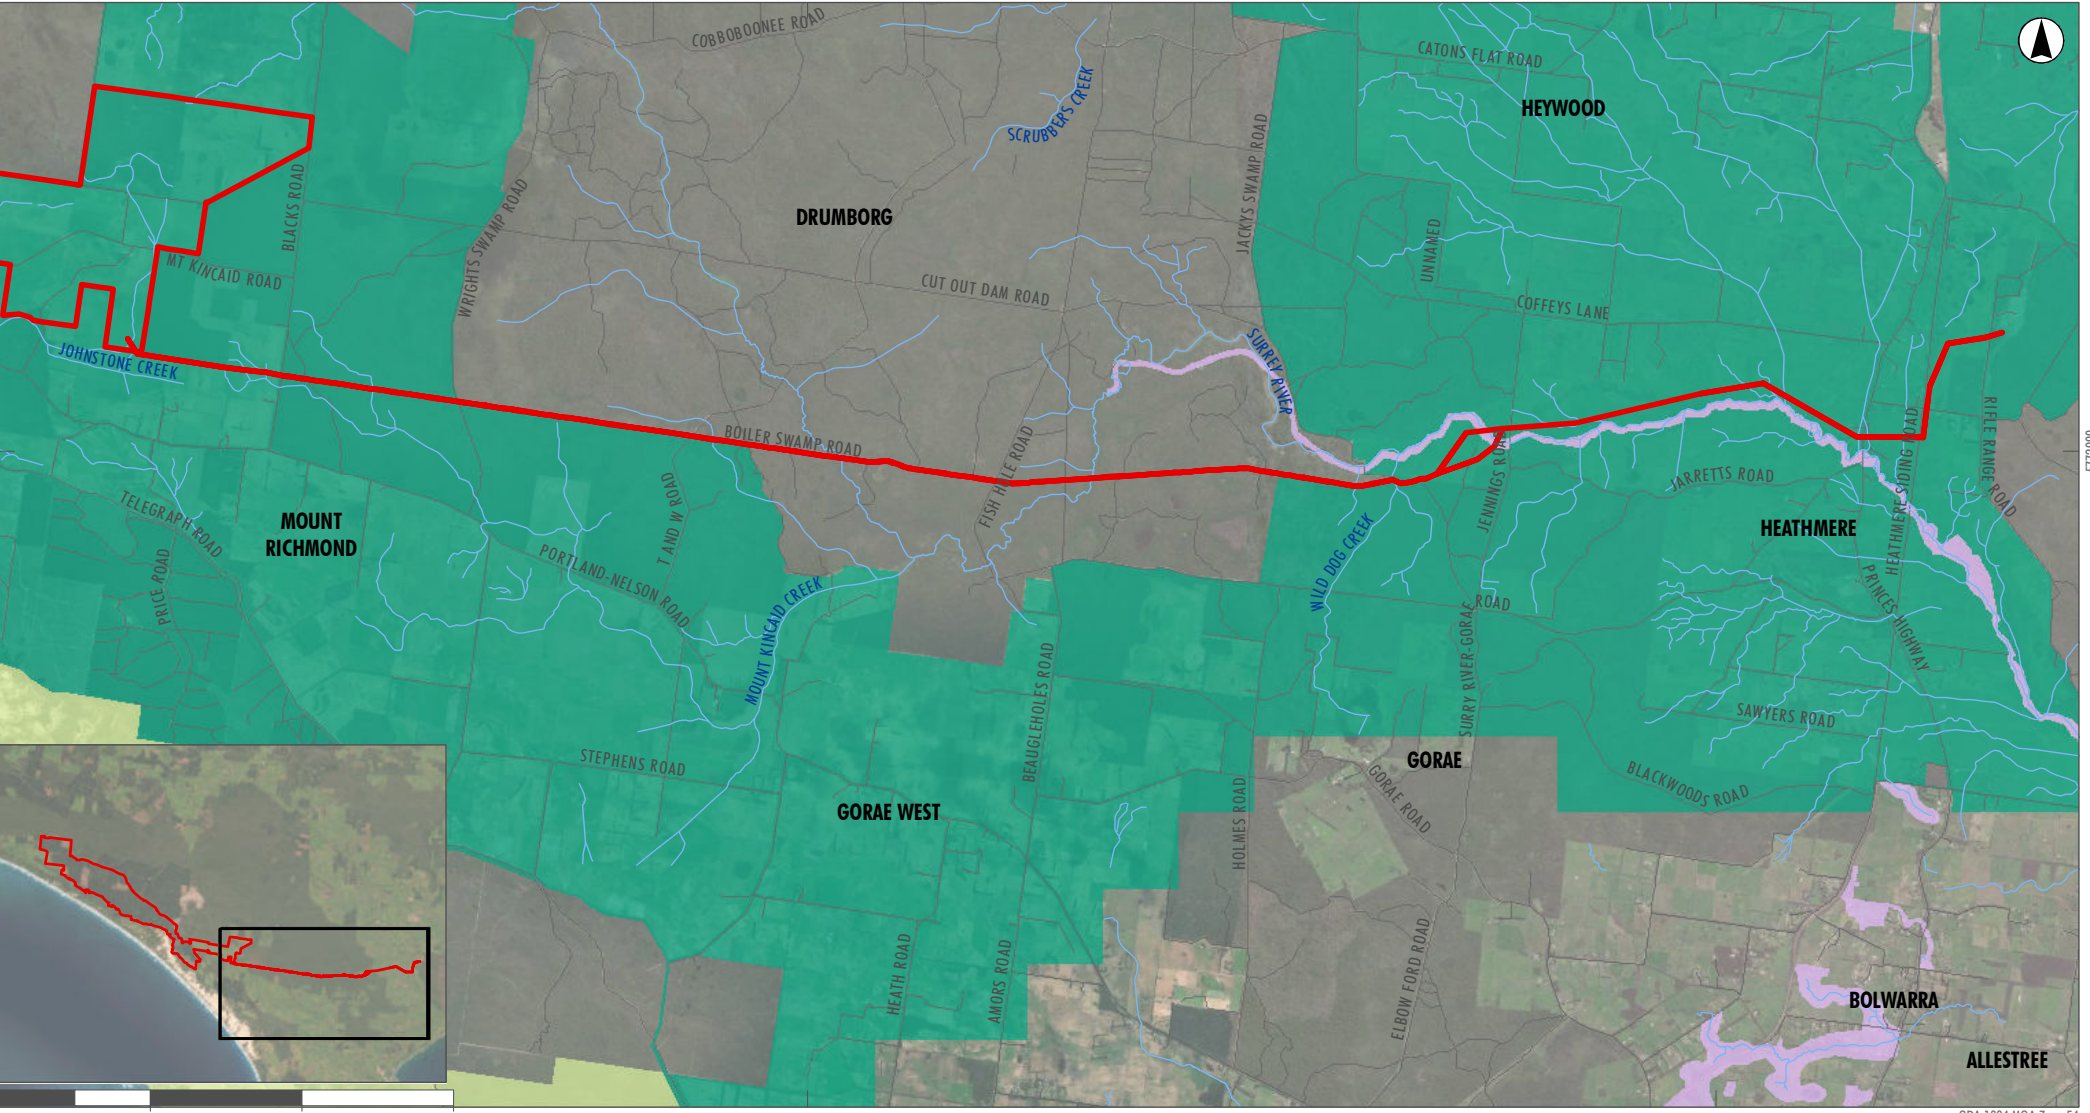 COBBOBOONEE ROAD
CATONS FLAT ROAD
HEYWOOD
SCRUBBERS CREEK
JACKYS SWAMP ROAD
BLACKS ROAD
WRIGHTS SWAMP ROAD
DRUMBORG
UNNAMED
MT KINCAID ROAD
CUT OUT DAM ROAD
COFFEYS LANE
JOHNSTONE CREEK
SURREY RIVER
BOILER SWAMP ROAD
FISH HOLE ROAD
JENNINGS ROAD
JARRETTS ROAD
HEATHMERE SIDING ROAD
RIFLE RANGE ROAD
TELEGRAPH ROAD
MOUNT
RICHMOND
T AND W ROAD
HEATHMERE
PRICE ROAD
PORTLAND-NELSON ROAD
MOUNT KINCAID CREEK
WILD DOG CREEK
SURRY RIVER-GORAE ROAD
PRINCES HIGHWAY
BEAUGLEHOLES ROAD
SAWYERS ROAD
STEPHENS ROAD
GORAE
GORAE ROAD
BLACKWOODS ROAD
GORAE WEST
HOLMES ROAD
HEATH ROAD
AMORS ROAD
ELBOW FORD ROAD
BOLWARRA
ALLESTREE